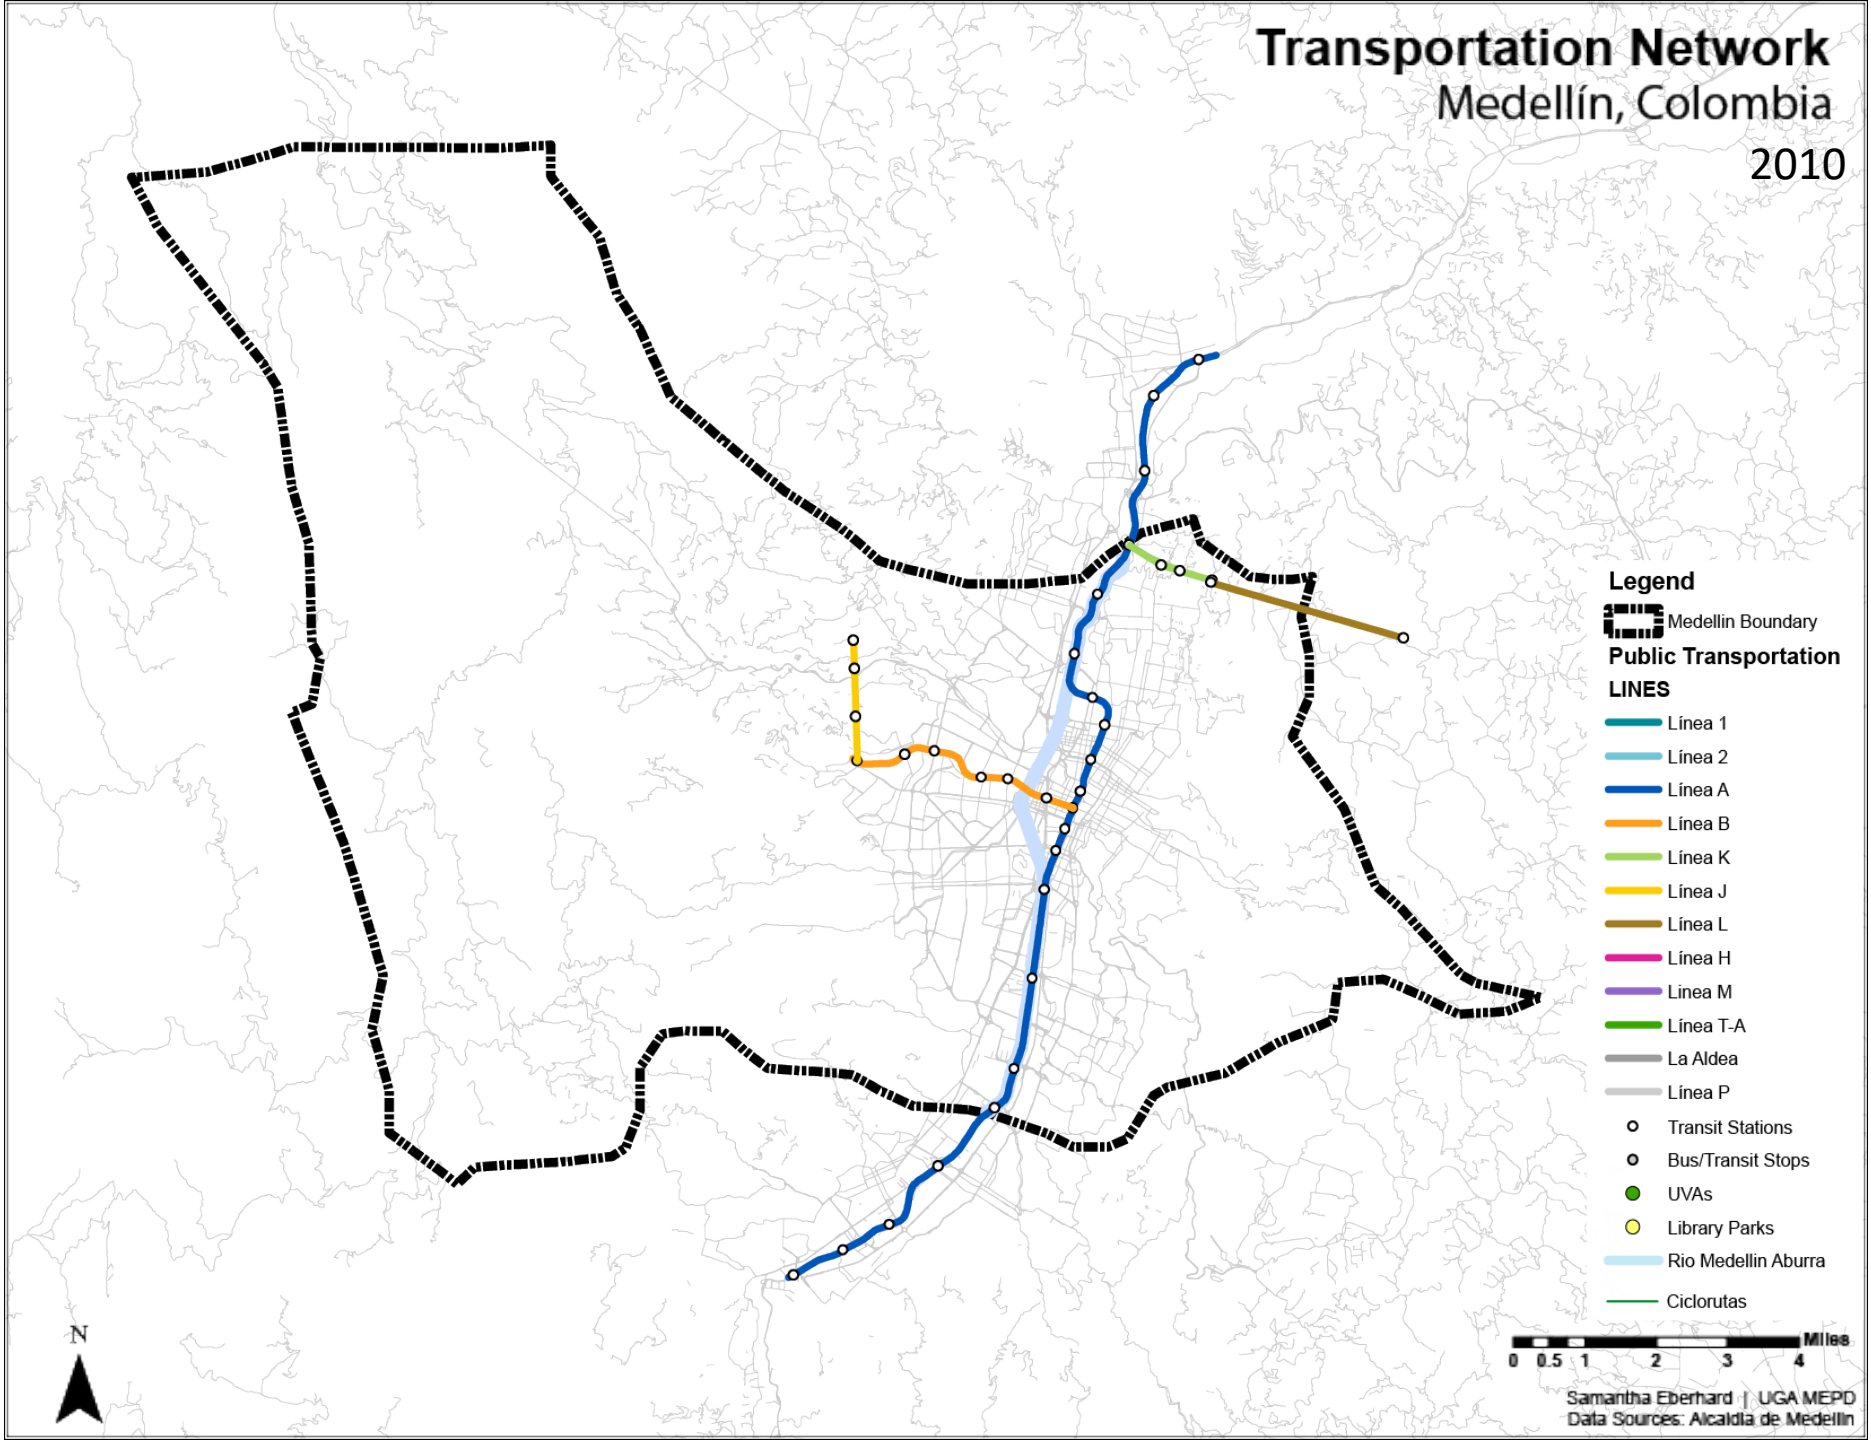 Transportation Network
Medellín, Colombia
2010
Legend
Medellin Boundary
Public Transportation
LINES
Línea 1
Línea 2
Línea A
Línea B
Línea K
Línea J
Línea L
Línea H
Linea M
Línea T-A
La Aldea
Línea P
Transit Stations
Bus/Transit Stops
UVAs
Library Parks
Rio Medellin Aburra
Ciclorutas
N
Miles
0 0.5 1 2 3 4
Samantha Eberhard | UGA MEPD
Data Sources: Alcaldia de Medellin